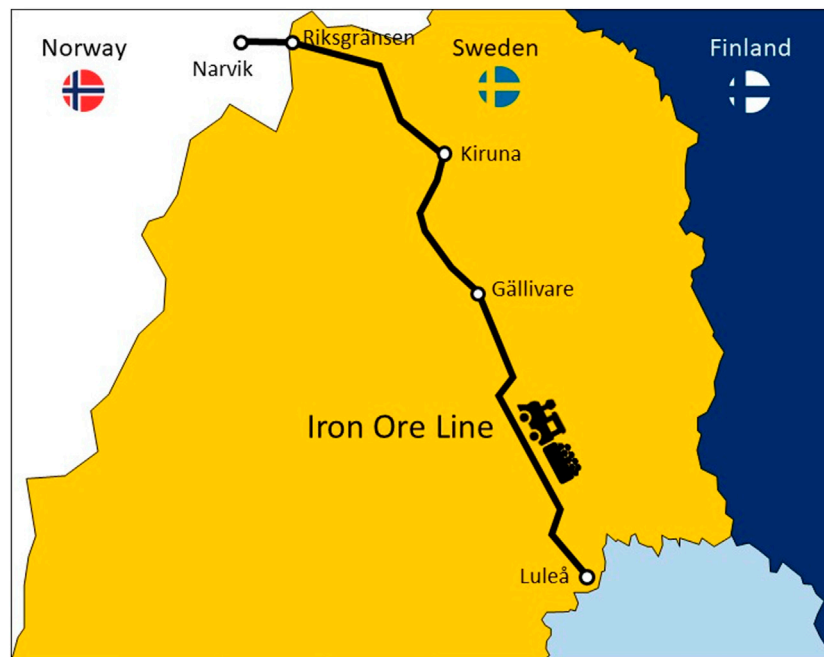 Norway
Narvik
Riksgränsen
Sweden
Finland
Kiruna
Gällivare
Iron Ore Line
Luleå